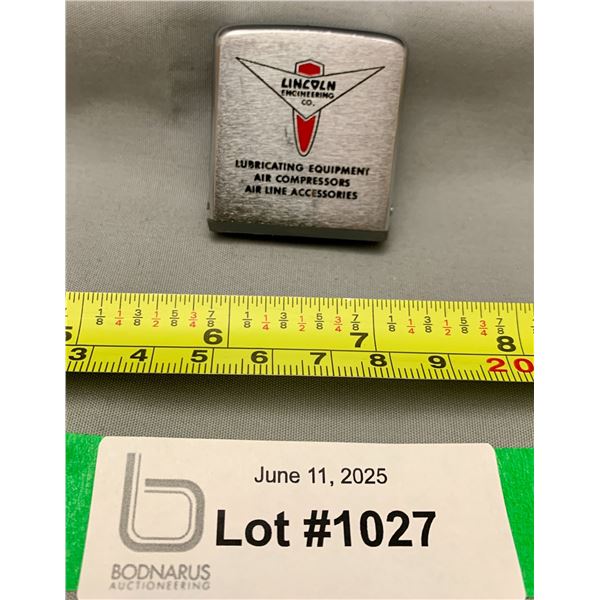 LINCOLN
ENGINEERING
CO.
LUBRICATING EQUIPMENT
AIR COMPRESSORS
AIR LINE ACCESSORIES
1/8 1/4 3/8 1/2 5/8 3/4 7/8 1/8 1/4 3/8 1/2 5/8 3/4 7/8 1/8 1/4 3/8 1/2 5/8 3/4 7/8
5 6 7 8
3 4 5 6 7 8 9 20
June 11, 2025
Lot #1027
BODNARUS
AUCTIONEERING